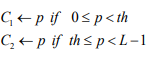 C₁ ← p if 0 ≤ p < th
C₂ ← p if th ≤ p < L − 1